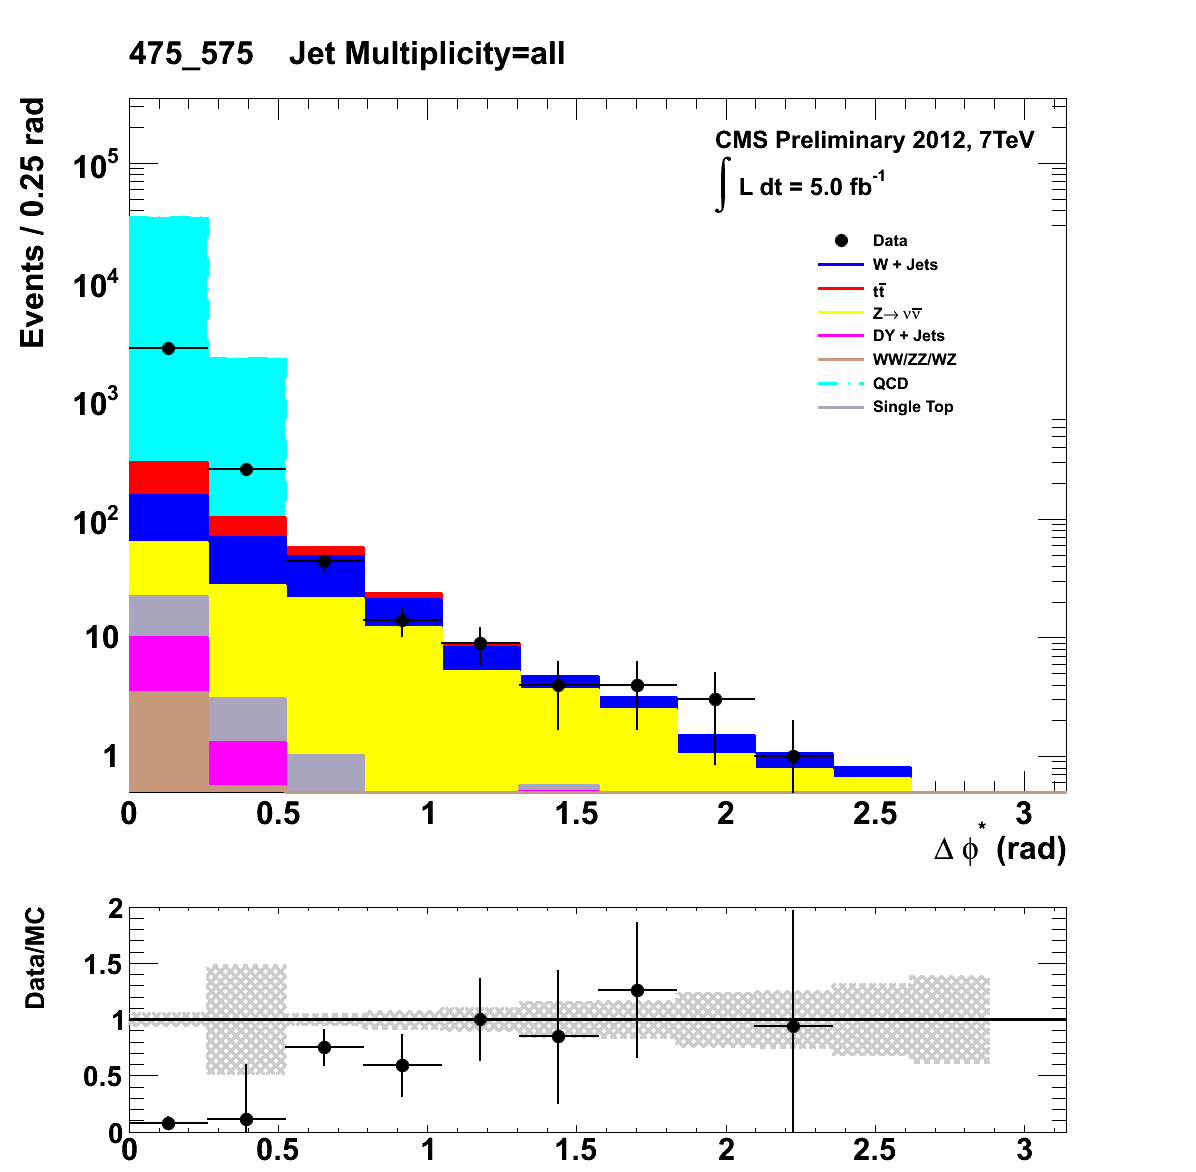 475_575 Jet Multiplicity=all
Events / 0.25 rad
10⁵
10⁴
10³
10²
10
1
CMS Preliminary 2012, 7TeV
∫ L dt = 5.0 fb⁻¹
Data
W + Jets
tt̅
Z→ νν̅
DY + Jets
WW/ZZ/WZ
QCD
Single Top
0 0.5 1 1.5 2 2.5 3
Δ ϕ* (rad)
Data/MC
2
1.5
1
0.5
0
0 0.5 1 1.5 2 2.5 3